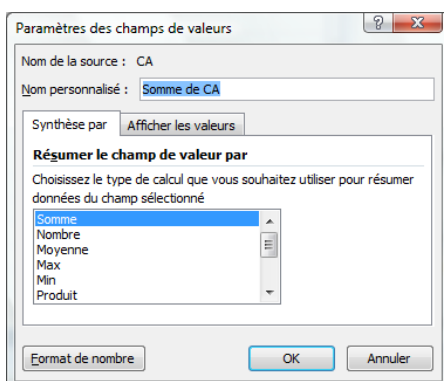 Paramètres des champs de valeurs
Nom de la source : CA
Nom personnalisé : Somme de CA
Synthèse par Afficher les valeurs
Résumer le champ de valeur par
Choisissez le type de calcul que vous souhaitez utiliser pour résumer
données du champ sélectionné
Somme
Nombre
Moyenne
Max
Min
Produit
Format de nombre OK Annuler